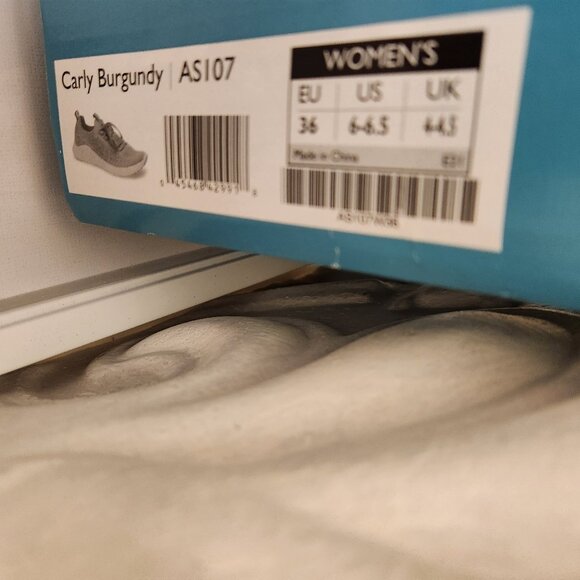 Carly Burgundy | AS107
WOMEN'S
EU US UK
36 6-6.5 4-4.5
Made in China